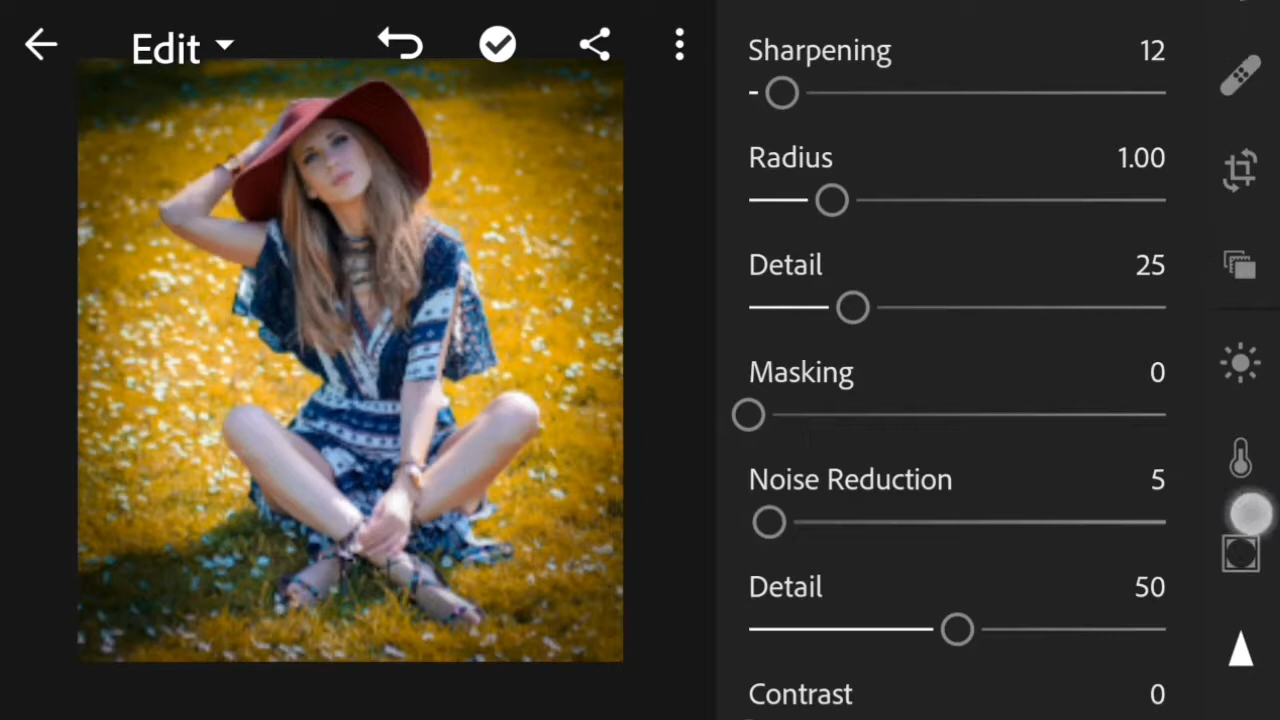 Edit
Sharpening 12
Radius 1.00
Detail 25
Masking 0
Noise Reduction 5
Detail 50
Contrast 0